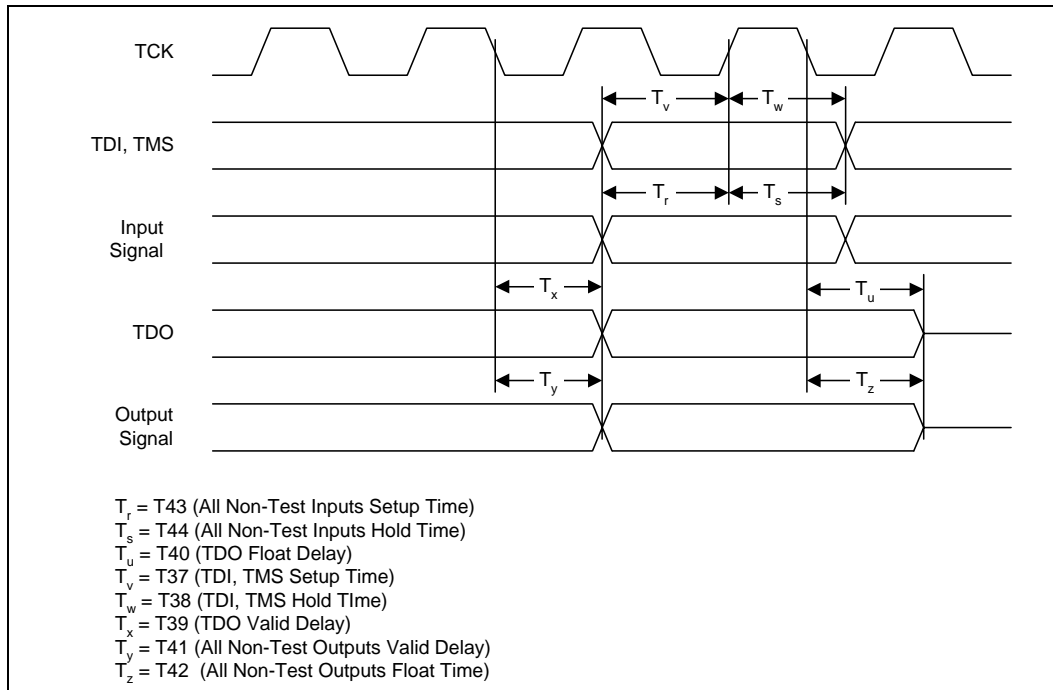 TCK
T_v
T_w
TDI, TMS
T_r
T_s
Input
Signal
T_x
T_u
TDO
T_y
T_z
Output
Signal
T_r = T43 (All Non-Test Inputs Setup Time)
T_s = T44 (All Non-Test Inputs Hold Time)
T_u = T40 (TDO Float Delay)
T_v = T37 (TDI, TMS Setup Time)
T_w = T38 (TDI, TMS Hold TIme)
T_x = T39 (TDO Valid Delay)
T_y = T41 (All Non-Test Outputs Valid Delay)
T_z = T42 (All Non-Test Outputs Float Time)